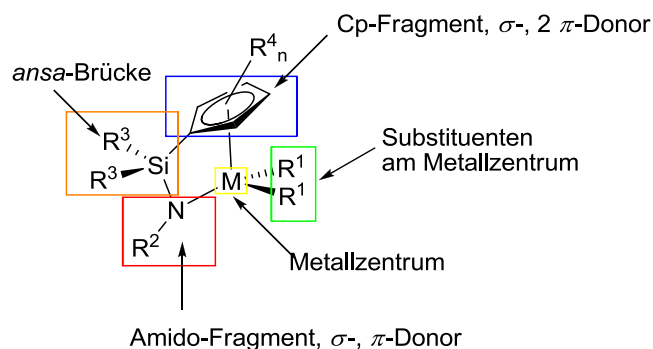 R⁴n
Cp-Fragment, σ-, 2 π-Donor
ansa-Brücke
R³
R³
Si
Substituenten
am Metallzentrum
R¹
R¹
M
N
R²
Metallzentrum
Amido-Fragment, σ-, π-Donor